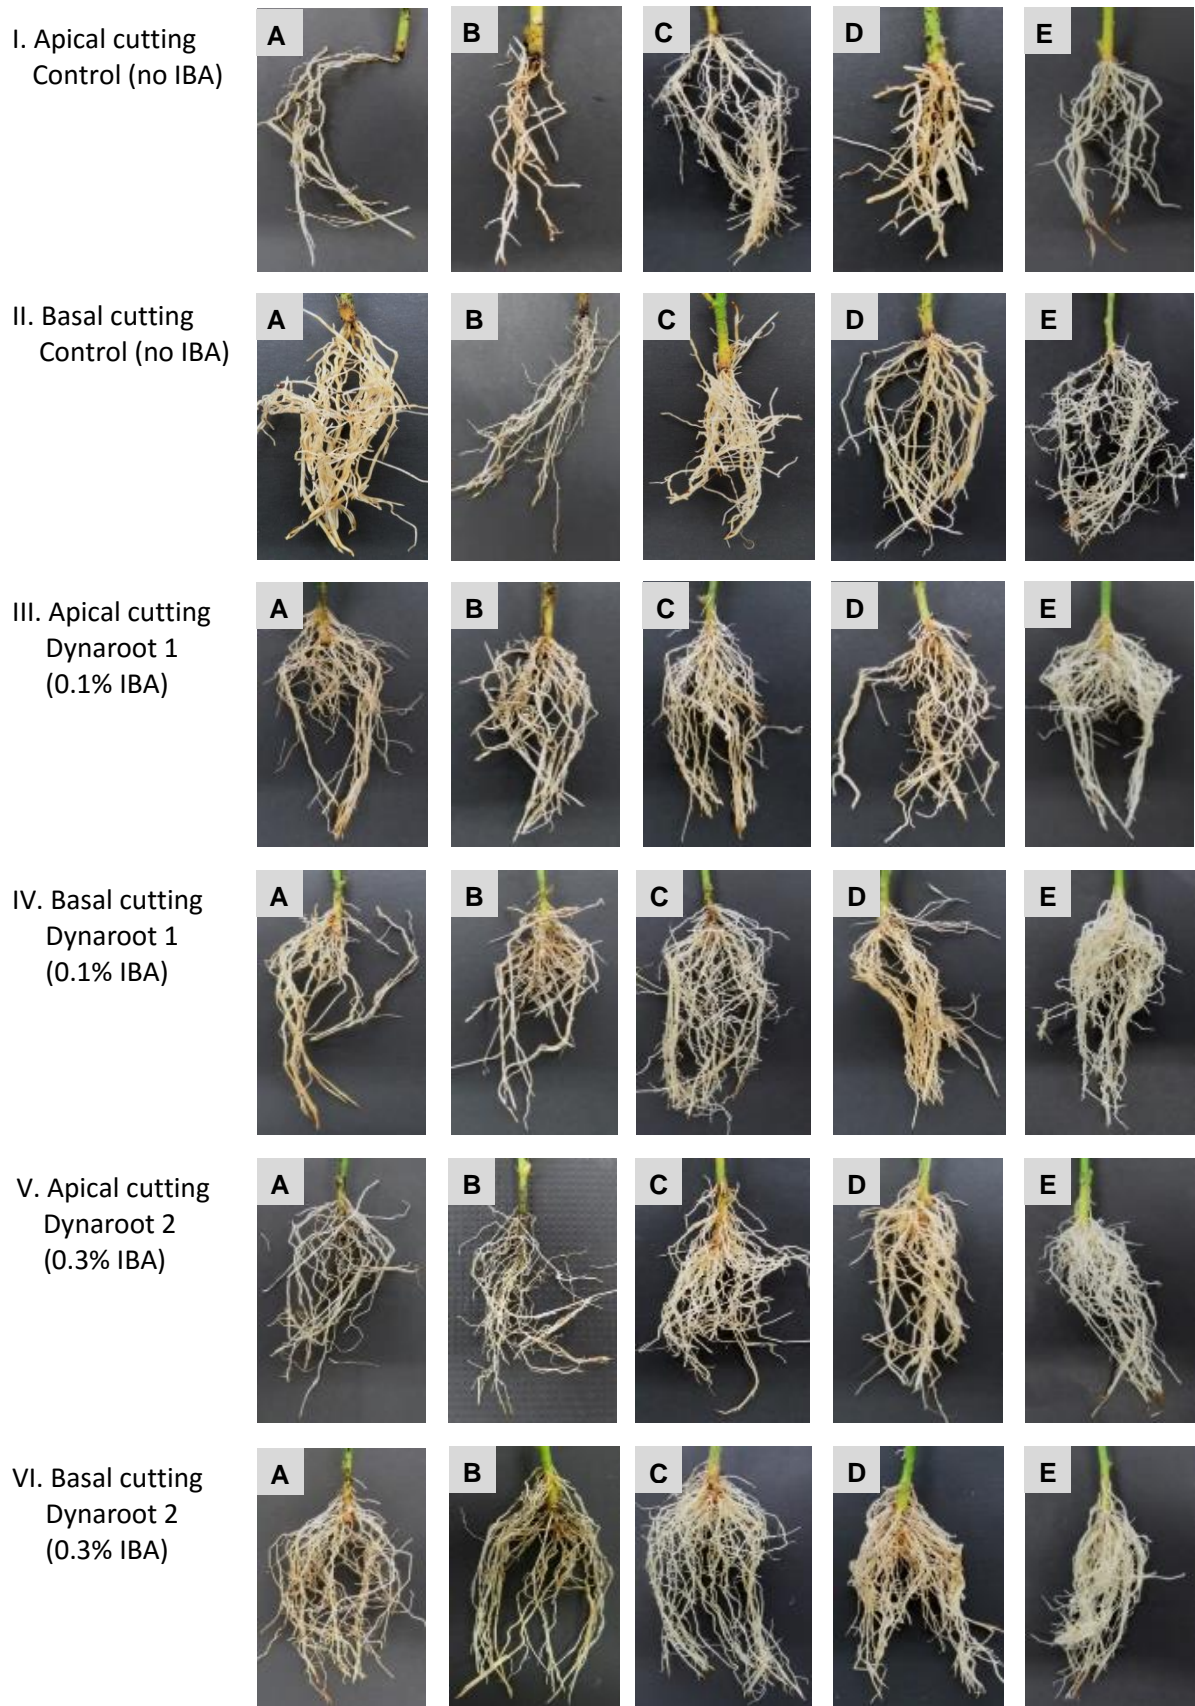 I. Apical cutting
Control (no IBA)
A B C D E
II. Basal cutting
Control (no IBA)
A B C D E
III. Apical cutting
Dynaroot 1
(0.1% IBA)
A B C D E
IV. Basal cutting
Dynaroot 1
(0.1% IBA)
A B C D E
V. Apical cutting
Dynaroot 2
(0.3% IBA)
A B C D E
VI. Basal cutting
Dynaroot 2
(0.3% IBA)
A B C D E